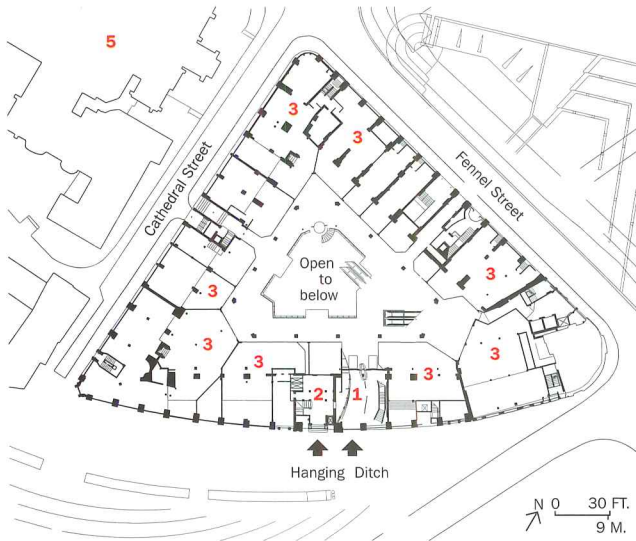 5
3
3
Cathedral Street
Fennel Street
Open
to
below
3
3
3
3
3
3
2
1
Hanging Ditch
N 0 30 FT.
9 M.